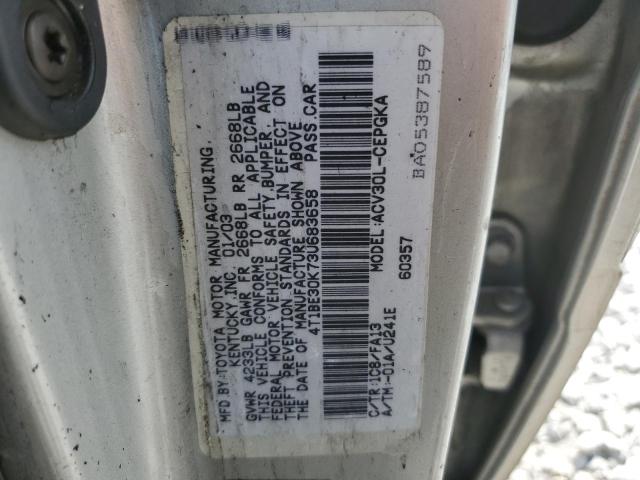 MFD. BY: TOYOTA MOTOR MANUFACTURING.
KENTUCKY, INC. 01/03
GVWR 4233LB GAWR FR 2668LB RR 2668LB
THIS VEHICLE CONFORMS TO ALL APPLICABLE
FEDERAL MOTOR VEHICLE SAFETY, BUMPER, AND
THEFT PREVENTION STANDARDS IN EFFECT ON
THE DATE OF MANUFACTURE SHOWN ABOVE.
4T1BE30K73U683658 PASS. CAR
MODEL: ACV30L-CEPGKA
60357
C/TR: 1C8/FA13
A/TM: -01A/U241E
BA05387589